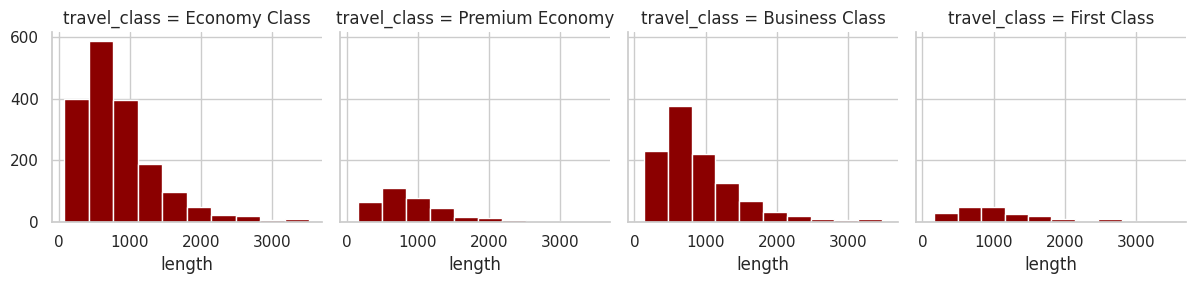 travel_class = Economy Class
travel_class = Premium Economy
travel_class = Business Class
travel_class = First Class
600
400
200
0
0 1000 2000 3000
0 1000 2000 3000
0 1000 2000 3000
0 1000 2000 3000
length
length
length
length